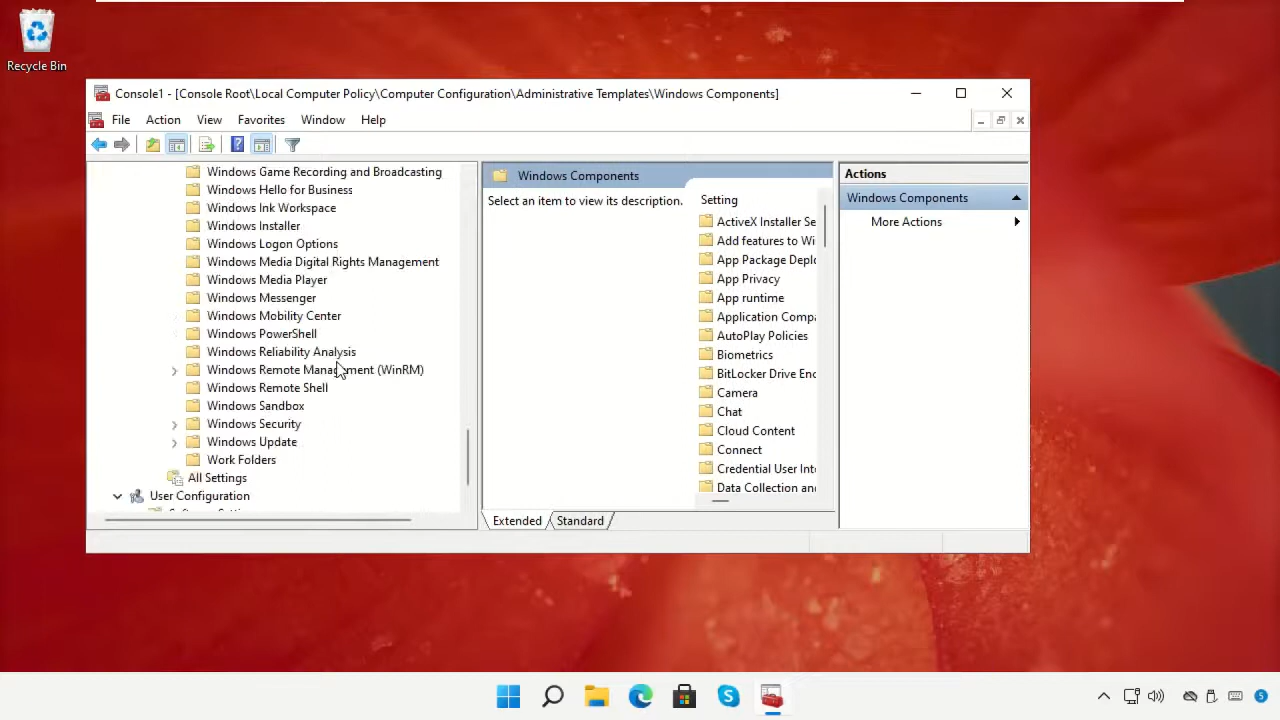 Recycle Bin
Console1 - [Console Root\Local Computer Policy\Computer Configuration\Administrative Templates\Windows Components]
File Action View Favorites Window Help
Windows Game Recording and Broadcasting
Windows Hello for Business
Windows Ink Workspace
Windows Installer
Windows Logon Options
Windows Media Digital Rights Management
Windows Media Player
Windows Messenger
Windows Mobility Center
Windows PowerShell
Windows Reliability Analysis
Windows Remote Management (WinRM)
Windows Remote Shell
Windows Sandbox
Windows Security
Windows Update
Work Folders
All Settings
User Configuration
Windows Components
Select an item to view its description.
Setting
ActiveX Installer Se
Add features to Wi
App Package Deplo
App Privacy
App runtime
Application Compa
AutoPlay Policies
Biometrics
BitLocker Drive Enc
Camera
Chat
Cloud Content
Connect
Credential User Int
Data Collection and
Extended Standard
Actions
Windows Components
More Actions
5